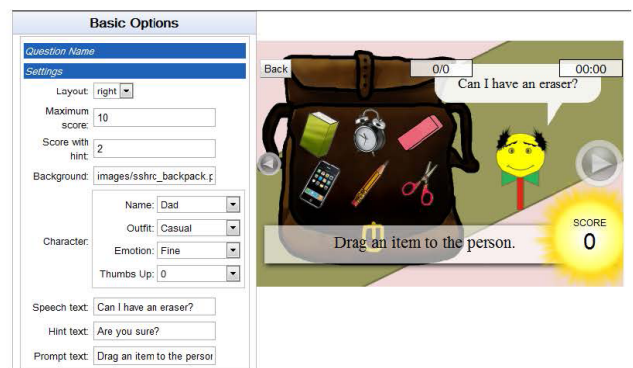 Basic Options
Question Name
Settings
Layout: right
Maximum score: 10
Score with hint: 2
Background: images/sshrc_backpack.p
Character:
Name: Dad
Outfit: Casual
Emotion: Fine
Thumbs Up: 0
Speech text: Can I have an eraser?
Hint text: Are you sure?
Prompt text: Drag an item to the person
Back
0/0
00:00
Can I have an eraser?
Drag an item to the person.
SCORE
0